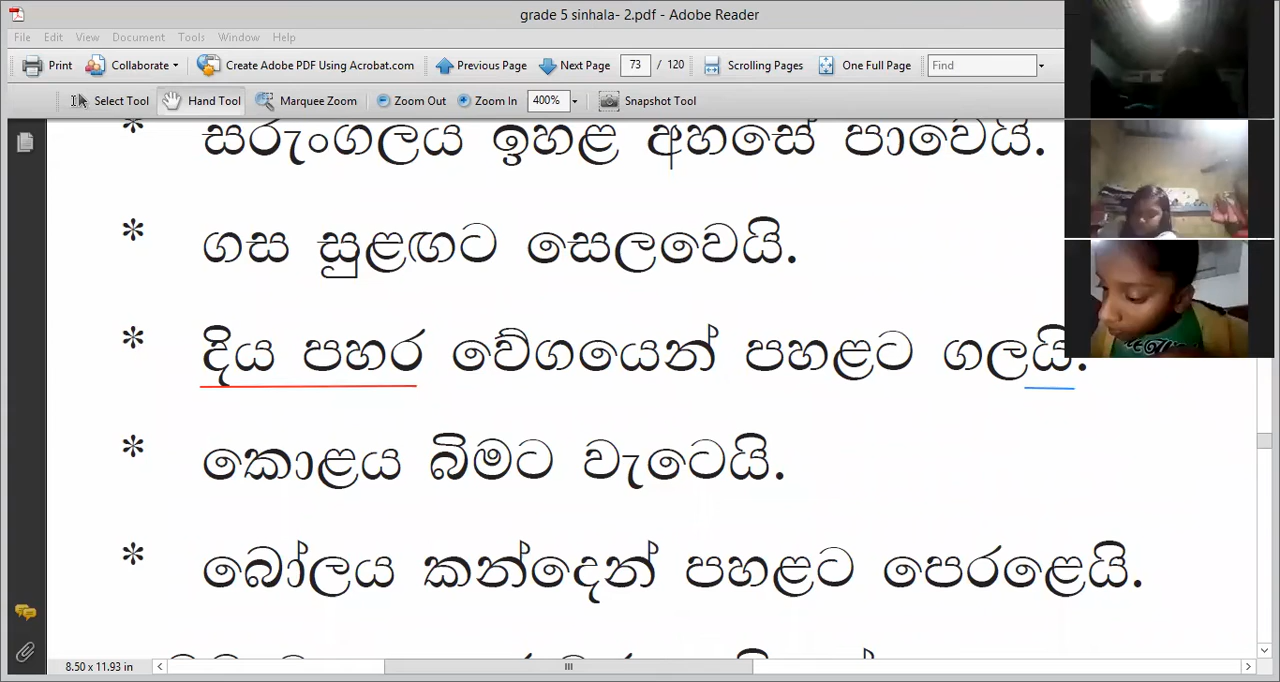 grade 5 sinhala- 2.pdf - Adobe Reader
File Edit View Document Tools Window Help
Print Collaborate Create Adobe PDF Using Acrobat.com Previous Page Next Page 73 / 120 Scrolling Pages One Full Page Find
Select Tool Hand Tool Marquee Zoom Zoom Out Zoom In 400% Snapshot Tool
* සරුංගලය ඉහළ අහසේ පාවෙයි.
* ගස සුළඟට සෙලවෙයි.
* දිය පහර වේගයෙන් පහළට ගලයි.
* කොළය බිමට වැටෙයි.
* බෝලය කන්දෙන් පහළට පෙරළෙයි.
8.50 x 11.93 in